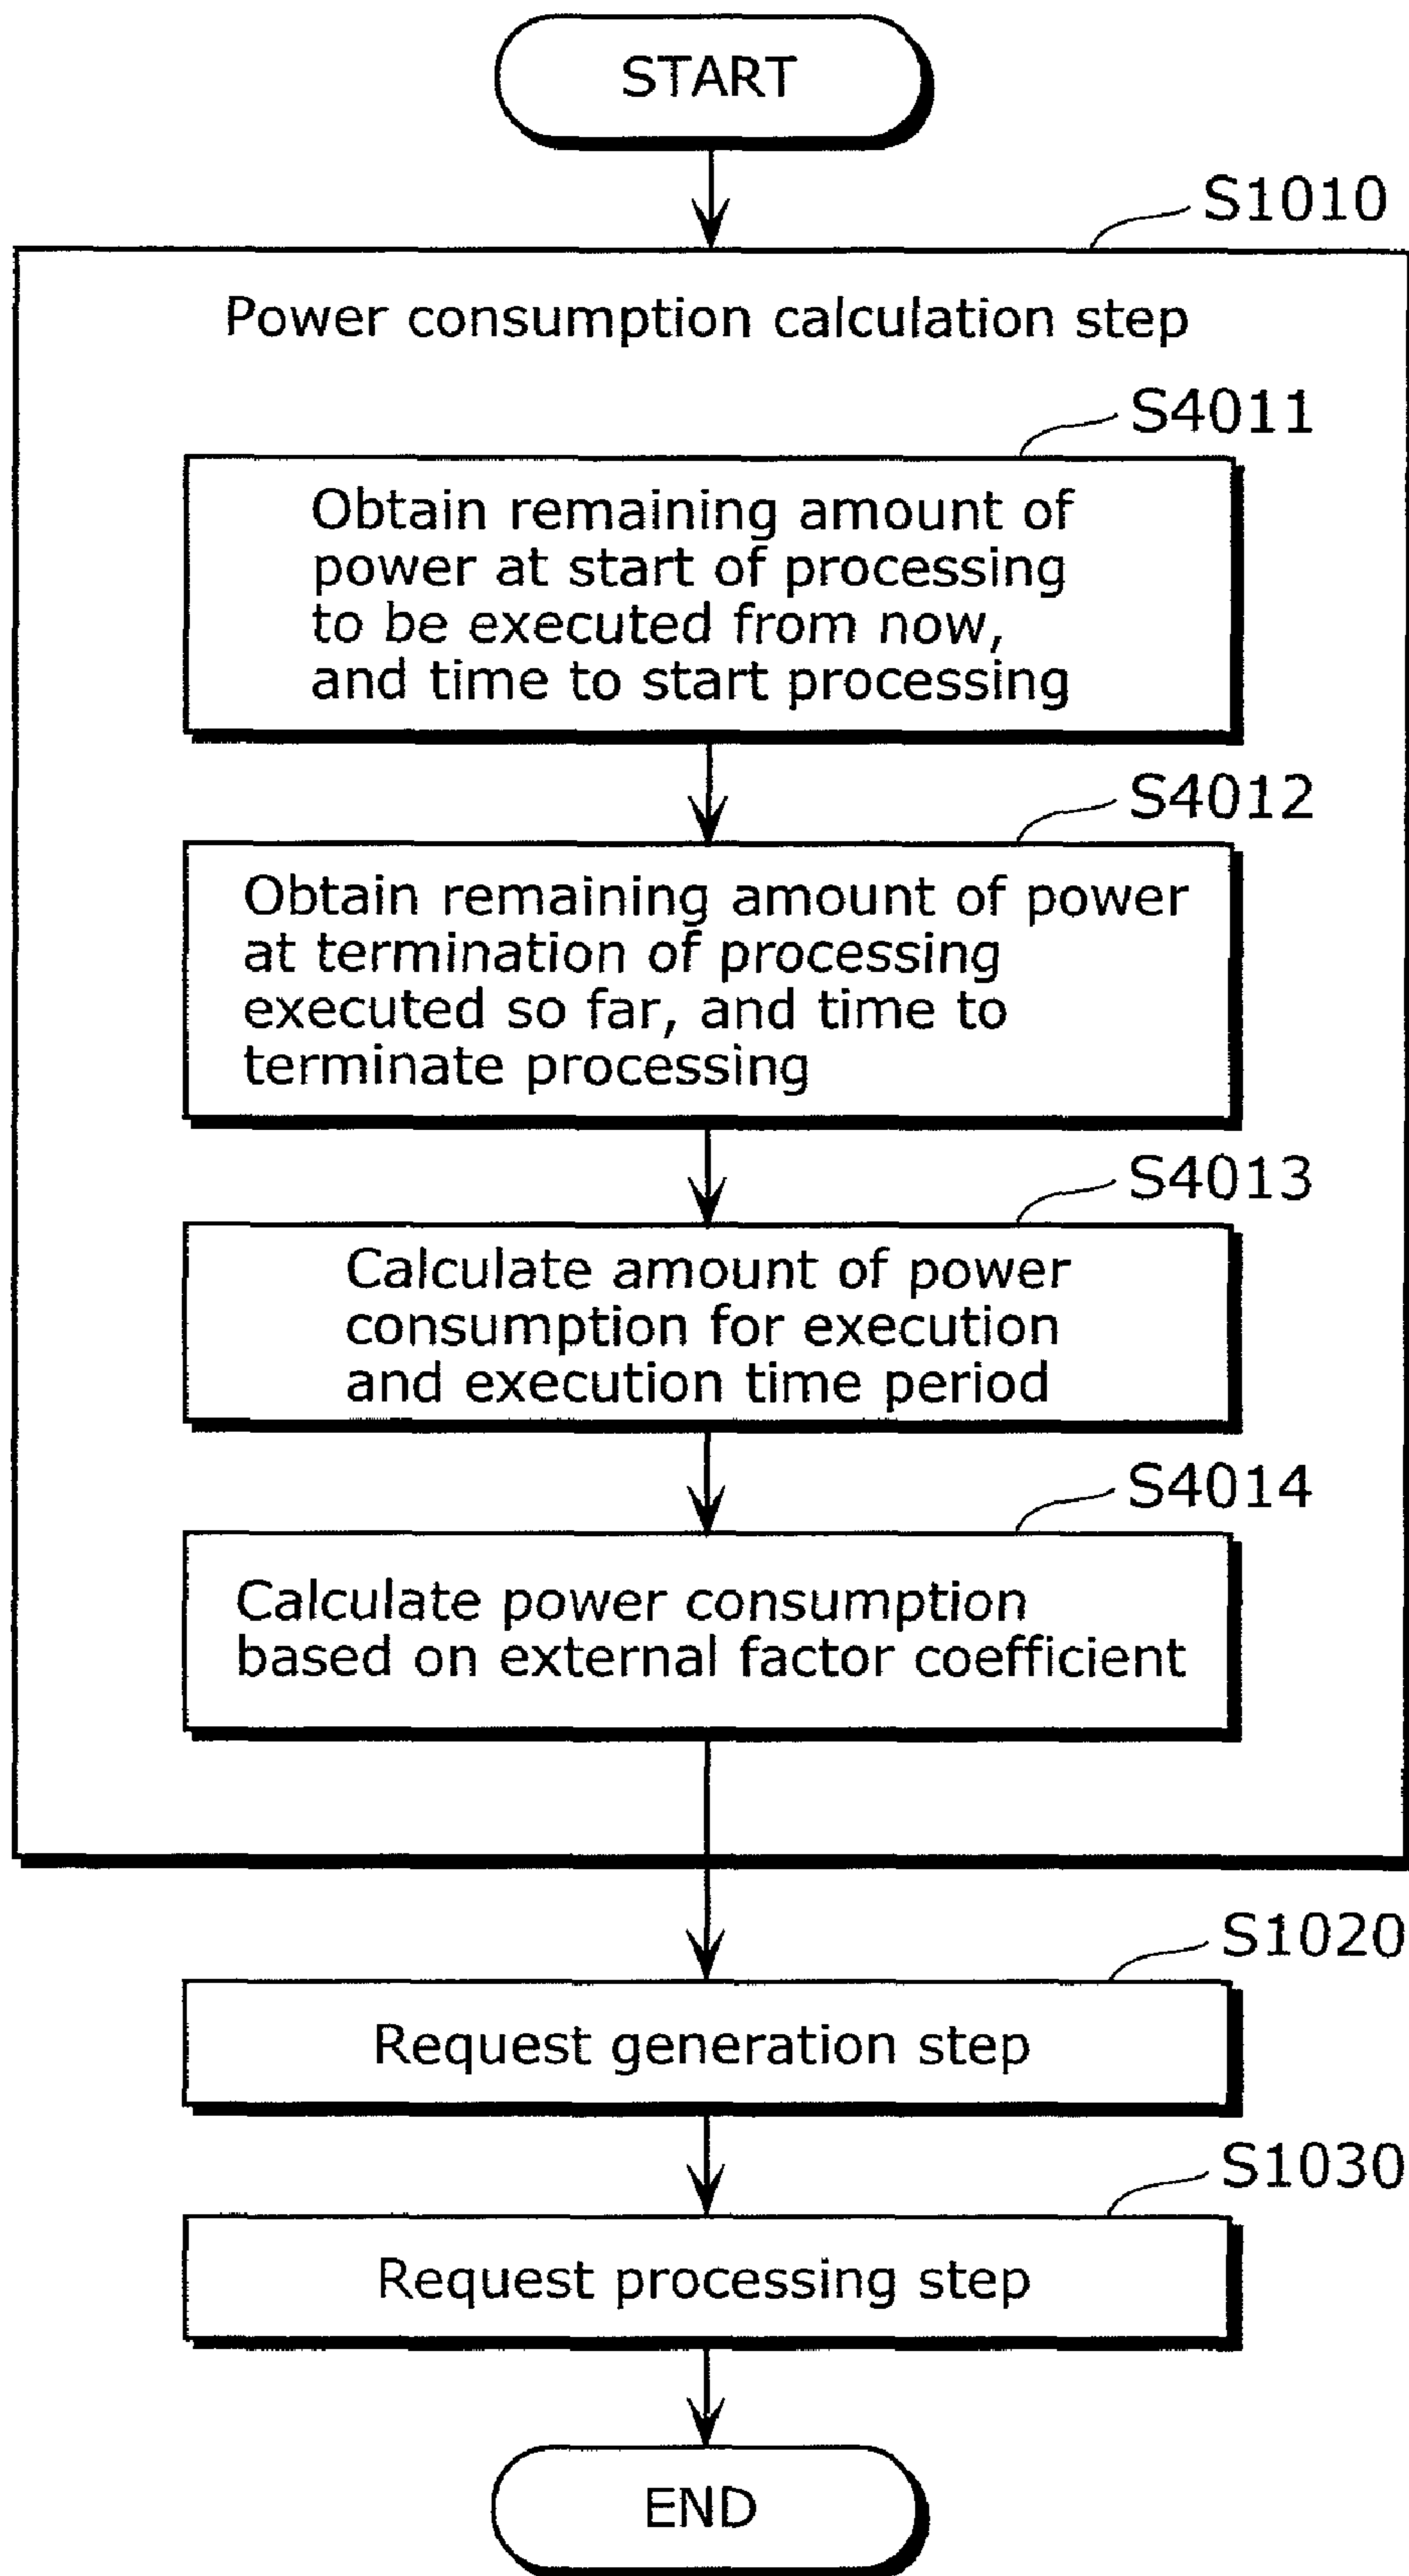 START
S1010
Power consumption calculation step
S4011
Obtain remaining amount of
power at start of processing
to be executed from now,
and time to start processing
S4012
Obtain remaining amount of power
at termination of processing
executed so far, and time to
terminate processing
S4013
Calculate amount of power
consumption for execution
and execution time period
S4014
Calculate power consumption
based on external factor coefficient
S1020
Request generation step
S1030
Request processing step
END